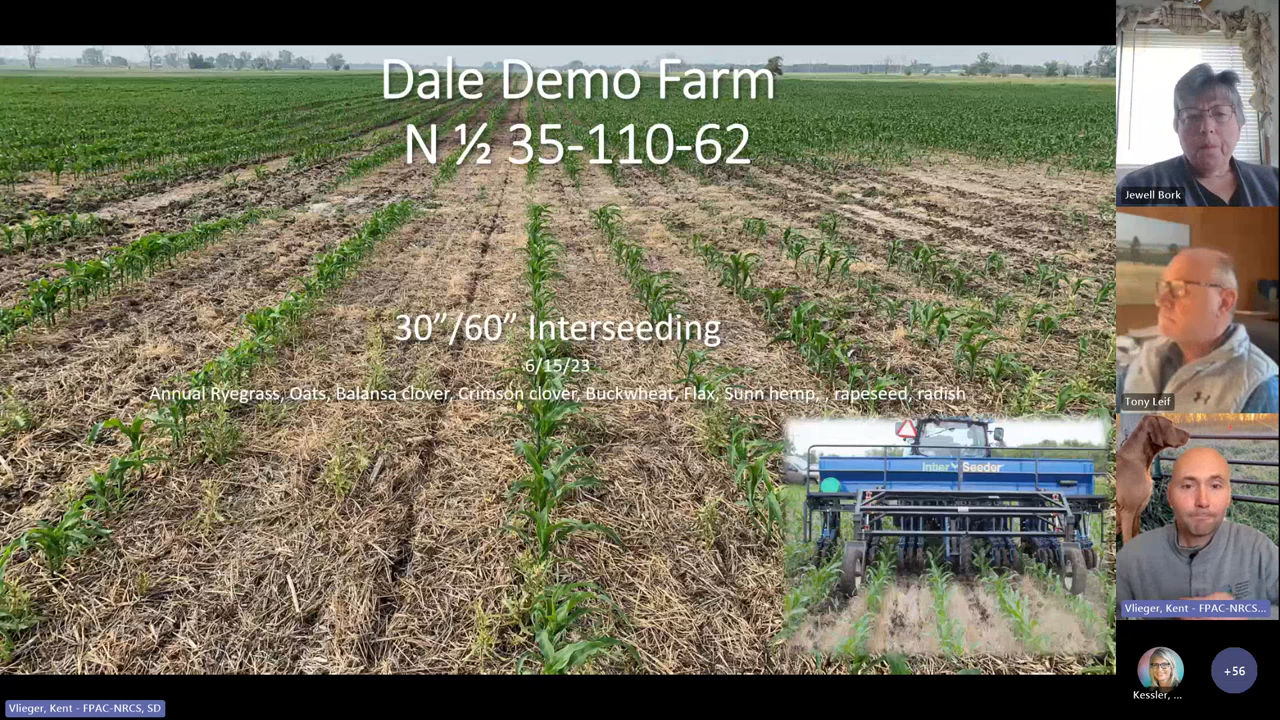 Dale Demo Farm
N ½ 35-110-62
30”/60” Interseeding
6/15/23
Annual Ryegrass, Oats, Balansa clover, Crimson clover, Buckwheat, Flax, Sunn hemp, , rapeseed, radish
Inter Seeder
Jewell Bork
Tony Leif
Vlieger, Kent - FPAC-NRCS...
Kessler, ...
+56
Vlieger, Kent - FPAC-NRCS, SD